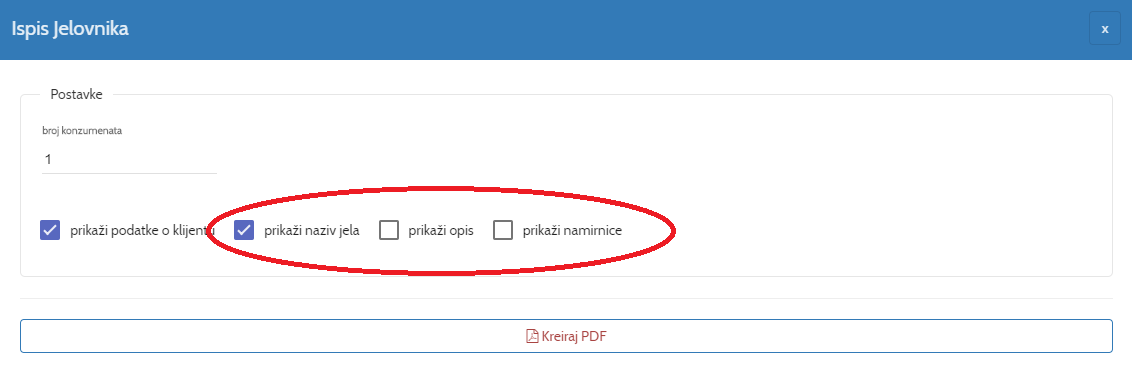 Ispis Jelovnika
x
Postavke
broj konzumenata
1
prikaži podatke o klijentu prikaži naziv jela prikaži opis prikaži namirnice
Kreiraj PDF